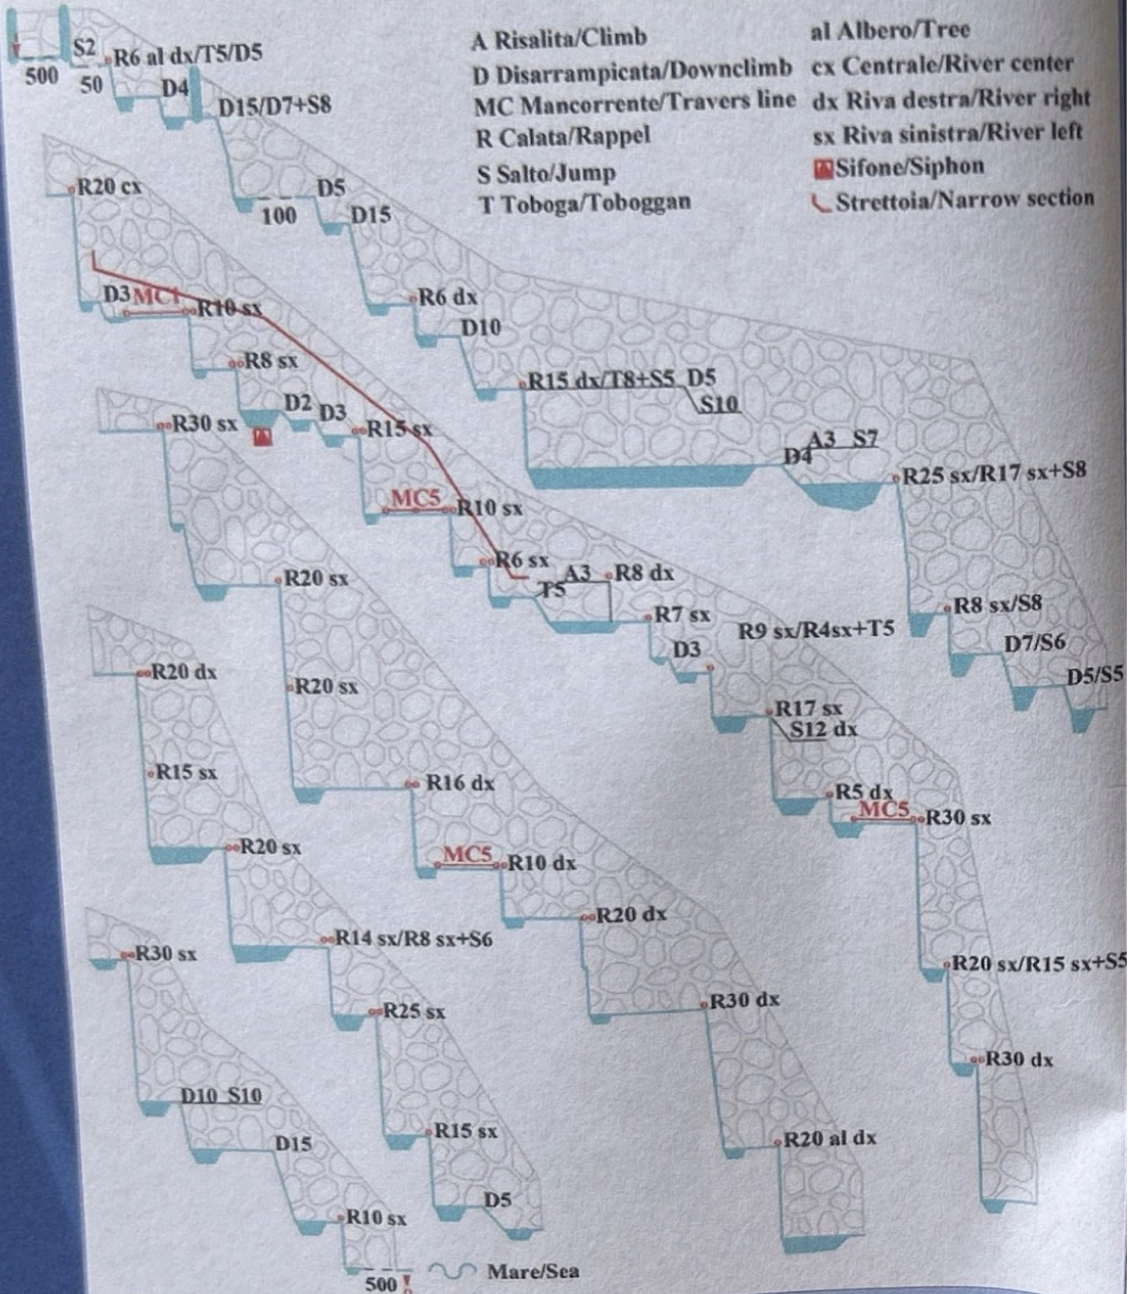 A Risalita/Climb
D Disarrampicata/Downclimb
MC Mancorrente/Travers line
R Calata/Rappel
S Salto/Jump
T Toboga/Toboggan
al Albero/Tree
cx Centrale/River center
dx Riva destra/River right
sx Riva sinistra/River left
Sifone/Siphon
Strettoia/Narrow section
500
S2
50
R6 al dx/T5/D5
D4
D15/D7+S8
100
D5
D15
R6 dx
D10
R15 dx/T8+S5
D5
S10
D4
A3
S7
R25 sx/R17 sx+S8
R8 sx/S8
D7/S6
D5/S5
R20 cx
D3
MC1
R10 sx
R8 sx
D2
D3
R15 sx
MC5
R10 sx
R6 sx
T5
A3
R8 dx
R7 sx
D3
R9 sx/R4sx+T5
R17 sx
S12 dx
R5 dx
MC5
R30 sx
R20 sx/R15 sx+S5
R30 dx
R30 sx
R20 sx
R20 sx
R16 dx
MC5
R10 dx
R20 dx
R30 dx
R20 al dx
R20 dx
R15 sx
R20 sx
R14 sx/R8 sx+S6
R25 sx
R15 sx
D5
R30 sx
D10 S10
D15
R10 sx
500
Mare/Sea